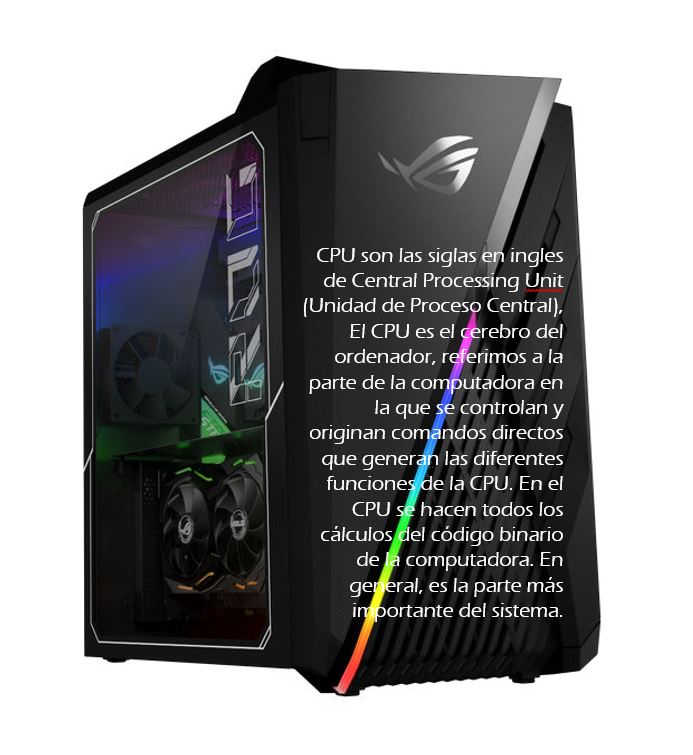 ROG
CPU son las siglas en ingles
de Central Processing Unit
(Unidad de Proceso Central),
El CPU es el cerebro del
ordenador, referimos a la
parte de la computadora en
la que se controlan y
originan comandos directos
que generan las diferentes
funciones de la CPU. En el
CPU se hacen todos los
cálculos del código binario
de la computadora. En
general, es la parte más
importante del sistema.